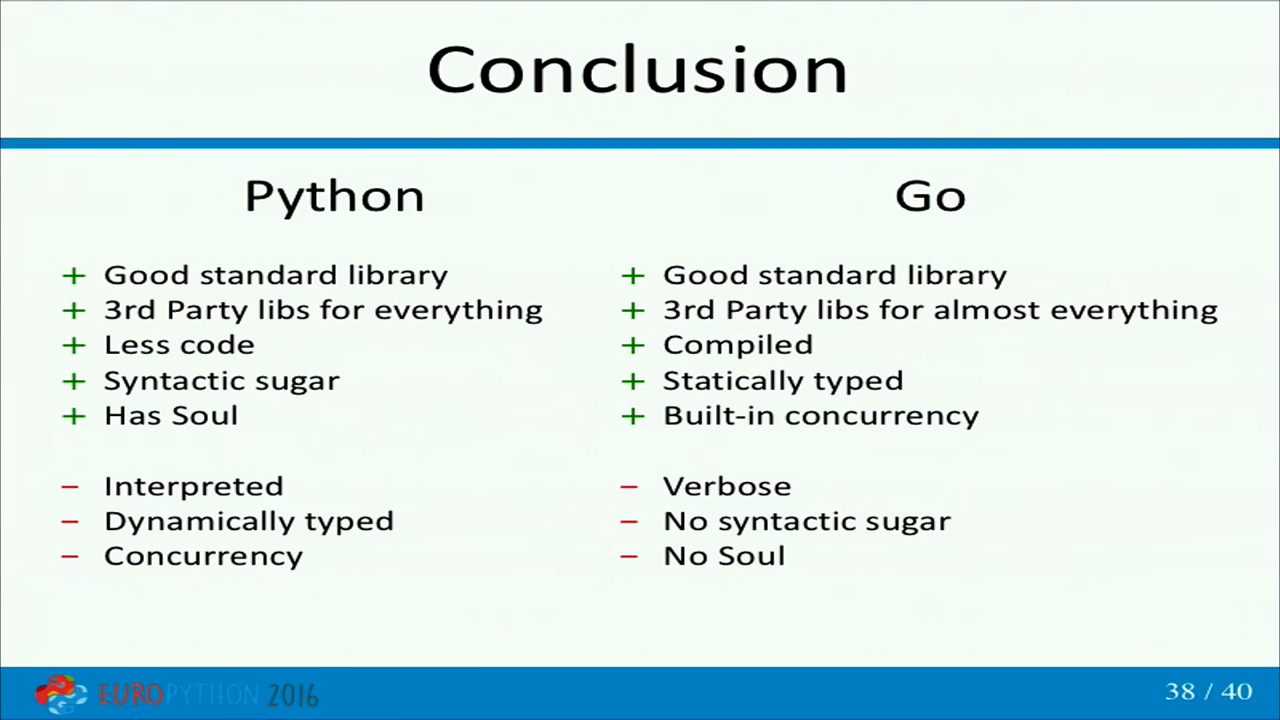 Conclusion
Python
+ Good standard library
+ 3rd Party libs for everything
+ Less code
+ Syntactic sugar
+ Has Soul
– Interpreted
– Dynamically typed
– Concurrency
Go
+ Good standard library
+ 3rd Party libs for almost everything
+ Compiled
+ Statically typed
+ Built-in concurrency
– Verbose
– No syntactic sugar
– No Soul
EUROPYTHON 2016
38 / 40